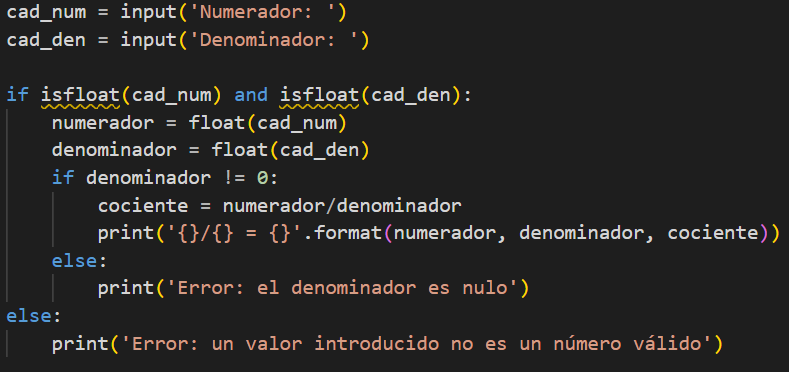 cad_num = input('Numerador: ')
cad_den = input('Denominador: ')
if isfloat(cad_num) and isfloat(cad_den):
    numerador = float(cad_num)
    denominador = float(cad_den)
    if denominador != 0:
        cociente = numerador/denominador
        print('{}/{} = {}'.format(numerador, denominador, cociente))
    else:
        print('Error: el denominador es nulo')
else:
    print('Error: un valor introducido no es un número válido')